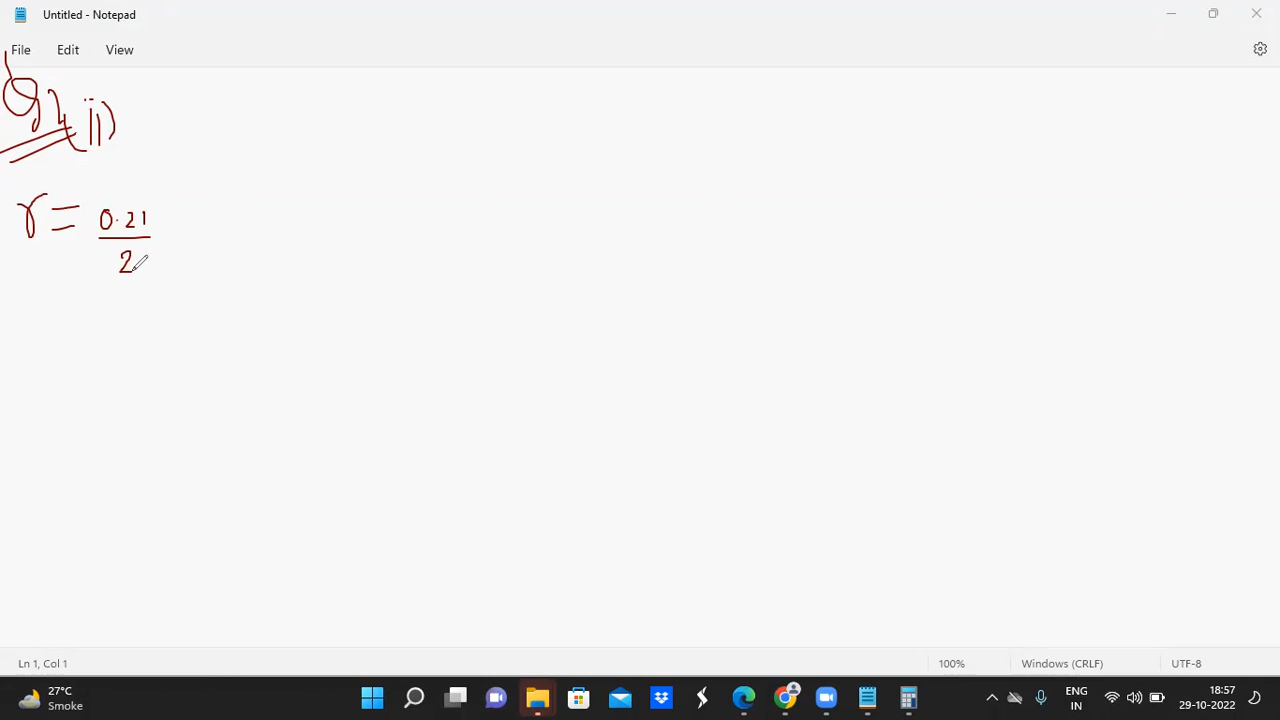 Untitled - Notepad
File Edit View
ii)
r = 0.21
2
Ln 1, Col 1 100% Windows (CRLF) UTF-8
27°C
Smoke
ENG
IN
18:57
29-10-2022